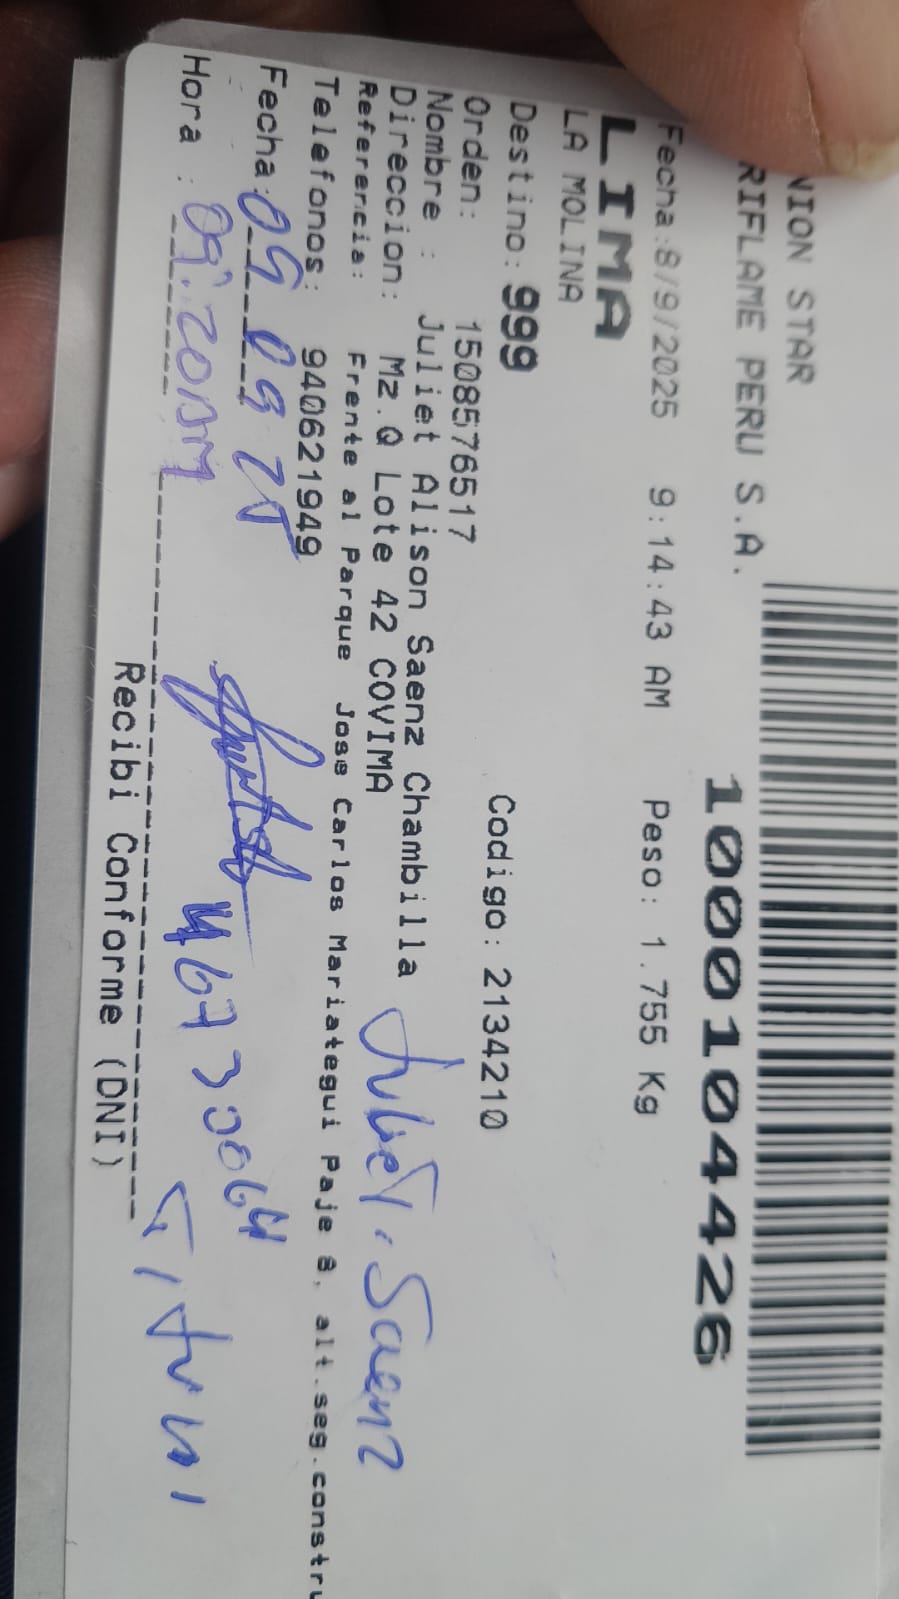 NION STAR
RIFLAME PERU S.A.
1000104426
Fecha:8/9/2025 9:14:43 AM Peso: 1.755 Kg
LIMA
LA MOLINA
Destino: 999 Codigo: 2134210
Orden: 1508576517
Nombre : Juliet Alison Saenz Chambilla
Direccion: Mz.Q Lote 42 COVIMA
Referencia: Frente al Parque Jose Carlos Mariategui Paje 8, alt.seg.constru
Telefonos: 940621949
Juliet. Saenz
Fecha: 09 09 25
Hora : 09:20AM
46730064
Recibi Conforme (DNI)